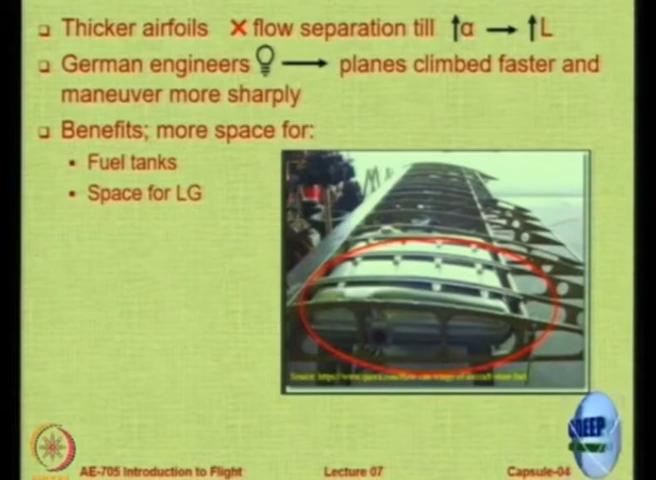 Thicker airfoils ✕ flow separation till ↑α → ↑L
German engineers → planes climbed faster and
maneuver more sharply
Benefits; more space for:
Fuel tanks
Space for LG
AE-705 Introduction to Flight Lecture 07 Capsule-04